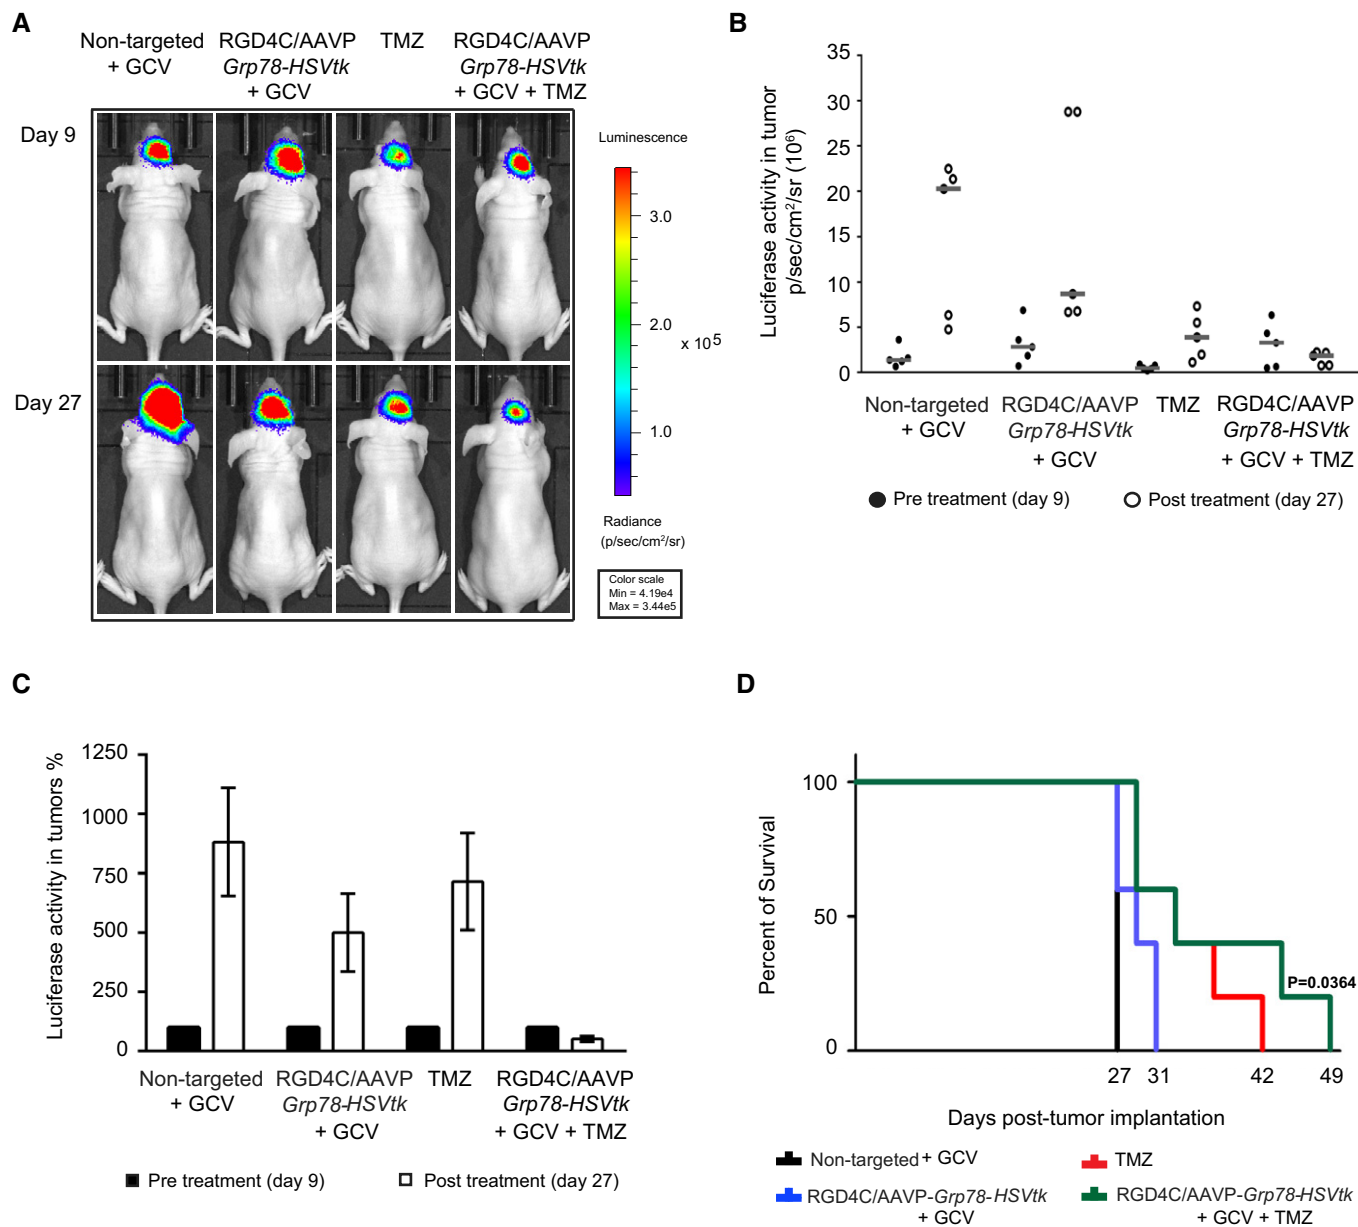 A
Non-targeted
+ GCV
RGD4C/AAVP
Grp78-HSVtk
+ GCV
TMZ
RGD4C/AAVP
Grp78-HSVtk
+ GCV + TMZ
Day 9
Day 27
Luminescence
3.0
2.0
x 10⁵
1.0
Radiance
(p/sec/cm²/sr)
Color scale
Min = 4.19e4
Max = 3.44e5
B
Luciferase activity in tumor
p/sec/cm²/sr (10⁶)
35
30
25
20
15
10
5
0
Non-targeted
+ GCV
RGD4C/AAVP
Grp78-HSVtk
+ GCV
TMZ
RGD4C/AAVP
Grp78-HSVtk
+ GCV + TMZ
Pre treatment (day 9)
Post treatment (day 27)
C
Luciferase activity in tumors %
1250
1000
750
500
250
0
Non-targeted
+ GCV
RGD4C/AAVP
Grp78-HSVtk
+ GCV
TMZ
RGD4C/AAVP
Grp78-HSVtk
+ GCV + TMZ
Pre treatment (day 9)
Post treatment (day 27)
D
Percent of Survival
100
50
0
P=0.0364
27 31 42 49
Days post-tumor implantation
Non-targeted + GCV
TMZ
RGD4C/AAVP-Grp78-HSVtk
+ GCV
RGD4C/AAVP-Grp78-HSVtk
+ GCV + TMZ